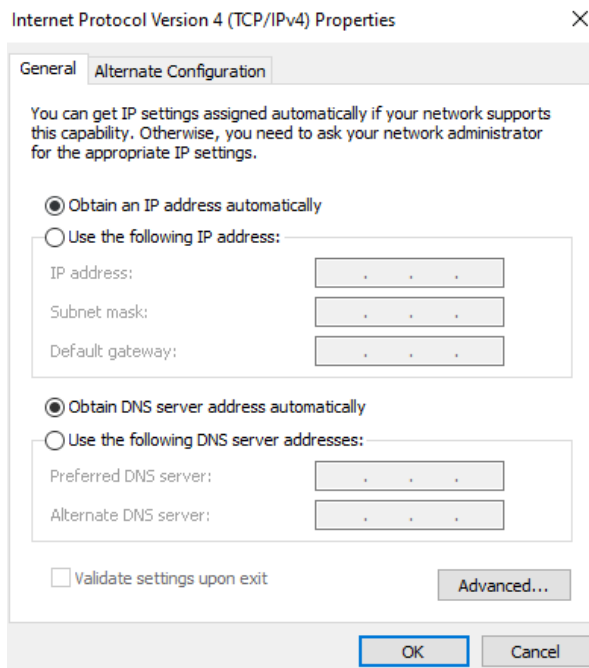 Internet Protocol Version 4 (TCP/IPv4) Properties
General
Alternate Configuration
You can get IP settings assigned automatically if your network supports
this capability. Otherwise, you need to ask your network administrator
for the appropriate IP settings.
Obtain an IP address automatically
Use the following IP address:
IP address:
. . .
Subnet mask:
. . .
Default gateway:
. . .
Obtain DNS server address automatically
Use the following DNS server addresses:
Preferred DNS server:
. . .
Alternate DNS server:
. . .
Validate settings upon exit
Advanced...
OK
Cancel